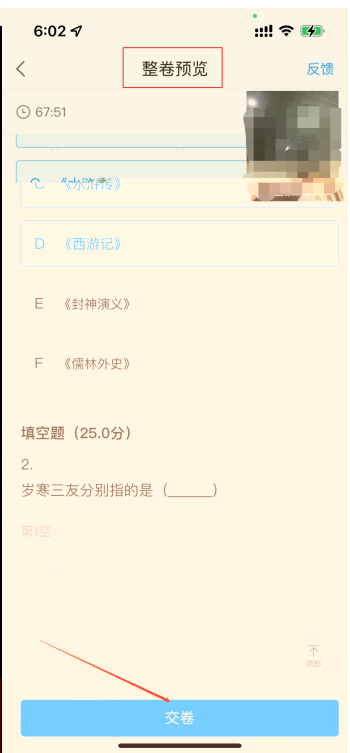 6:02
整卷预览
反馈
67:51
C 《水浒传》
D 《西游记》
E 《封神演义》
F 《儒林外史》
填空题（25.0分）
2.
岁寒三友分别指的是（______）
第1空
顶部
交卷